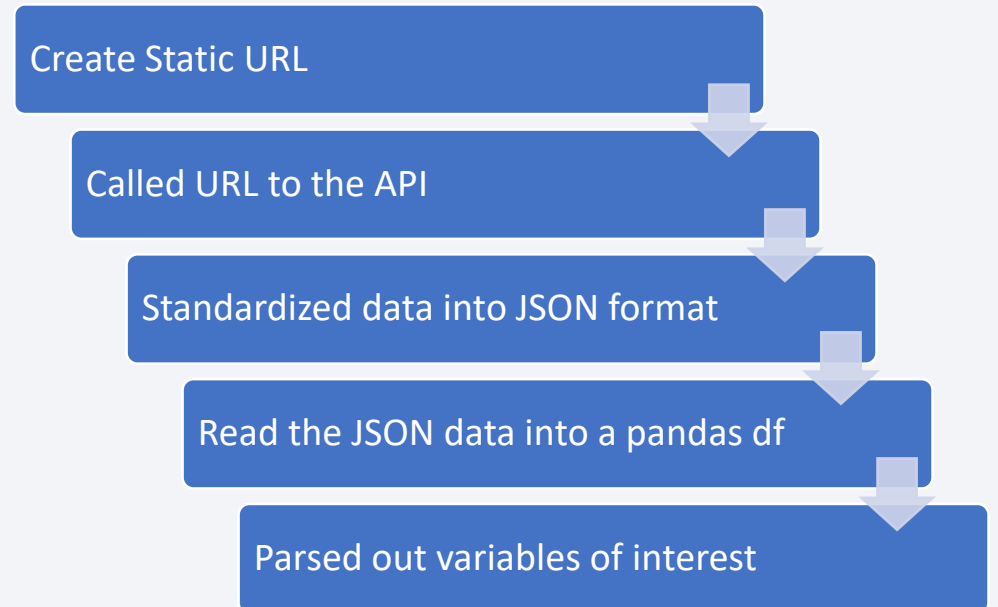 Create Static URL
Called URL to the API
Standardized data into JSON format
Read the JSON data into a pandas df
Parsed out variables of interest